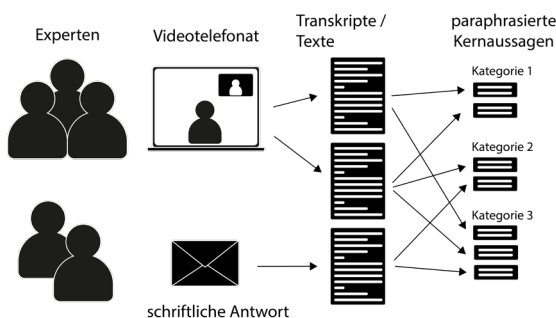 Experten
Videotelefonat
Transkripte /
Texte
paraphrasierte
Kernaussagen
Kategorie 1
Kategorie 2
Kategorie 3
schriftliche Antwort